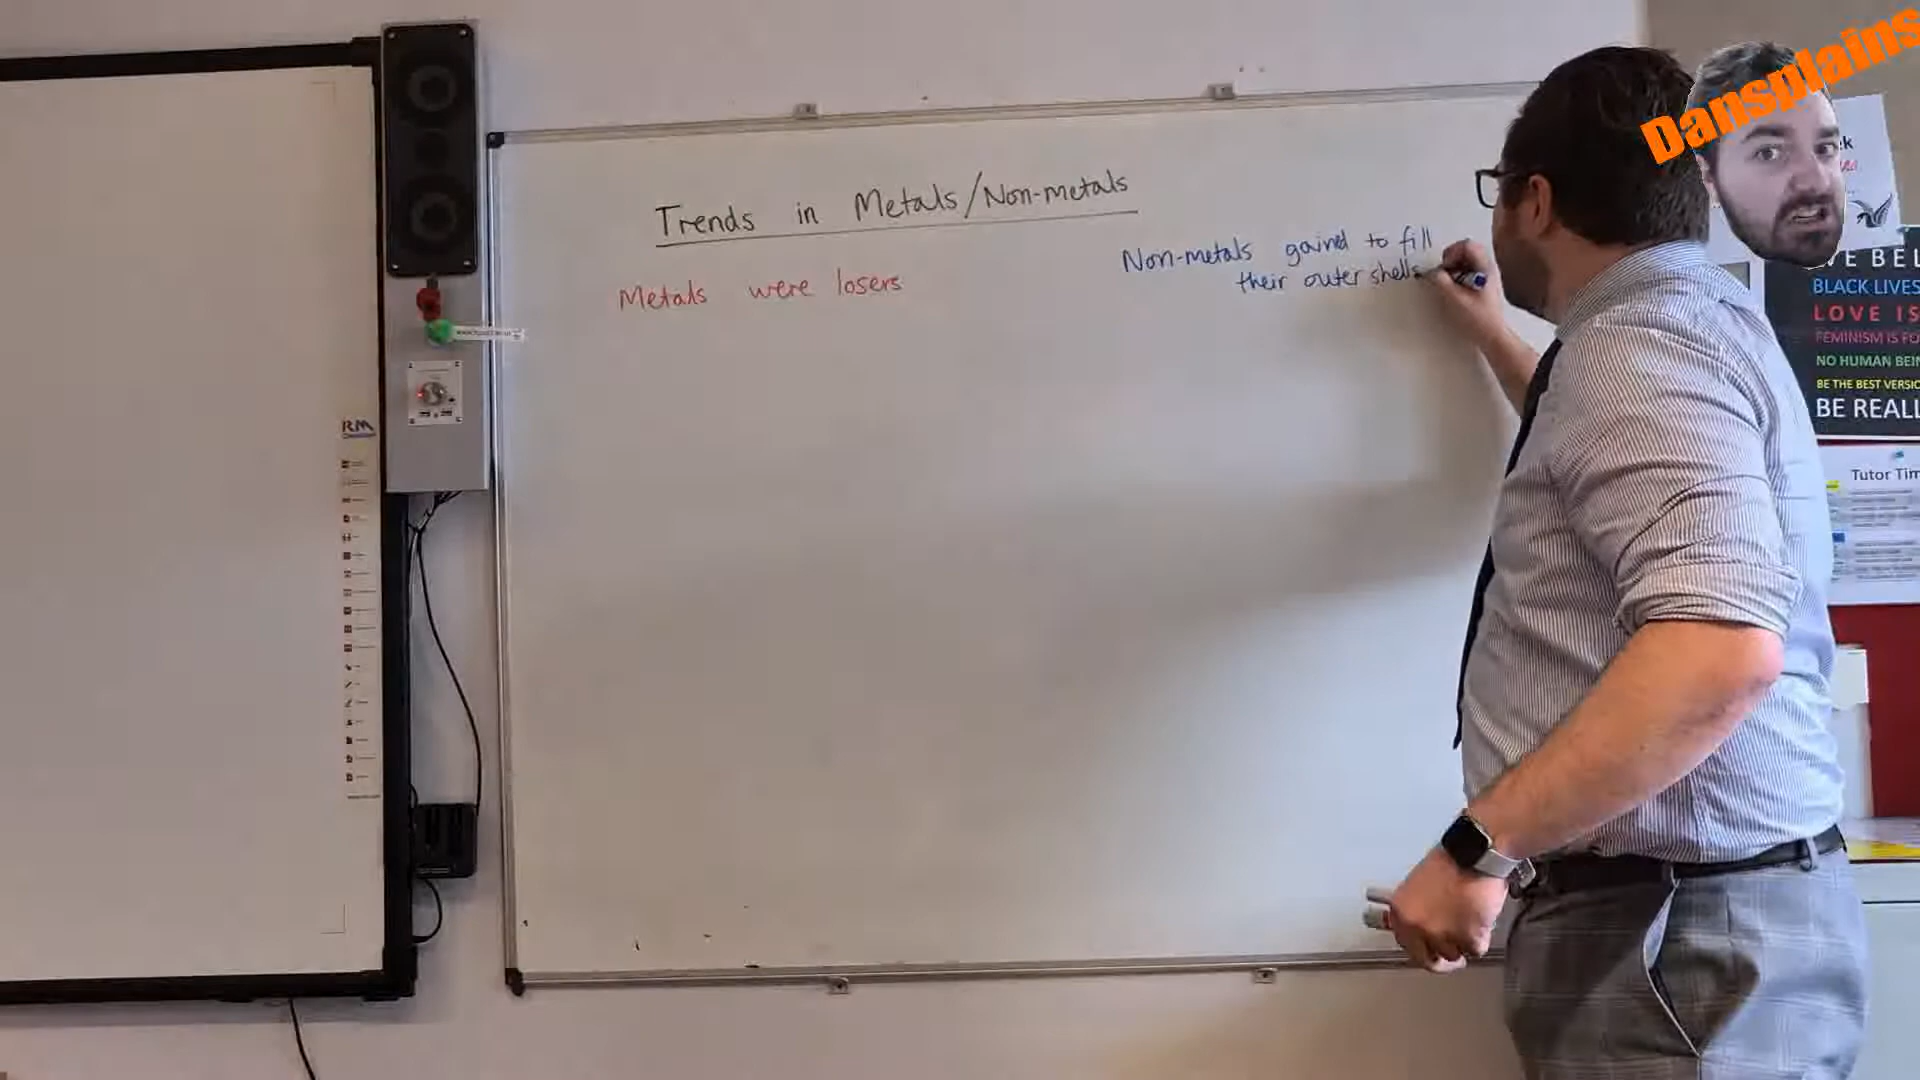 Dansplains
Trends in Metals/Non-metals
Metals were losers
Non-metals gained to fill
their outer shells
RM
BLACK LIVES
LOVE IS
FEMINISM IS FO
NO HUMAN BEIN
BE THE BEST VERSIO
BE REALL
Tutor Tim